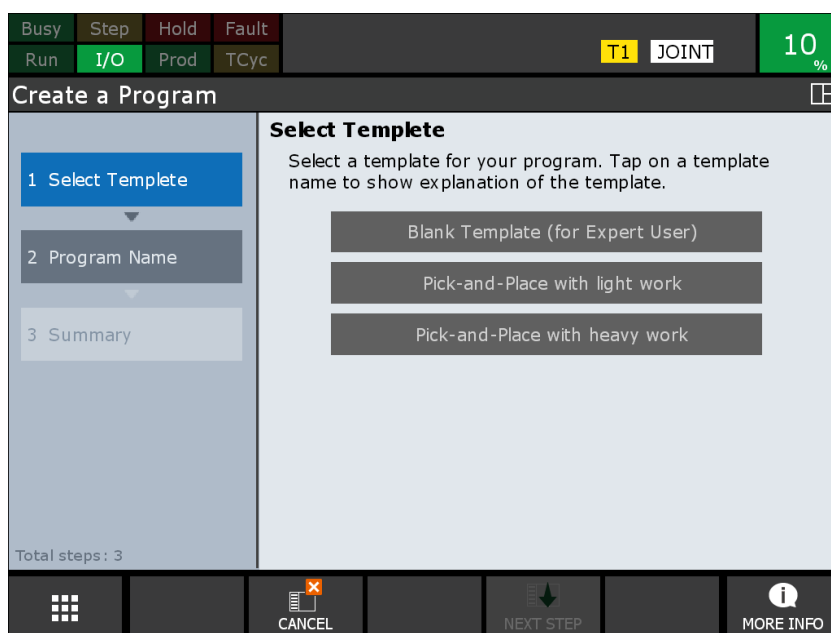 Busy Step Hold Fault
Run I/O Prod TCyc
T1 JOINT
10
%
Create a Program
1 Select Templete
2 Program Name
3 Summary
Total steps: 3
Select Templete
Select a template for your program. Tap on a template
name to show explanation of the template.
Blank Template (for Expert User)
Pick-and-Place with light work
Pick-and-Place with heavy work
CANCEL
NEXT STEP
MORE INFO